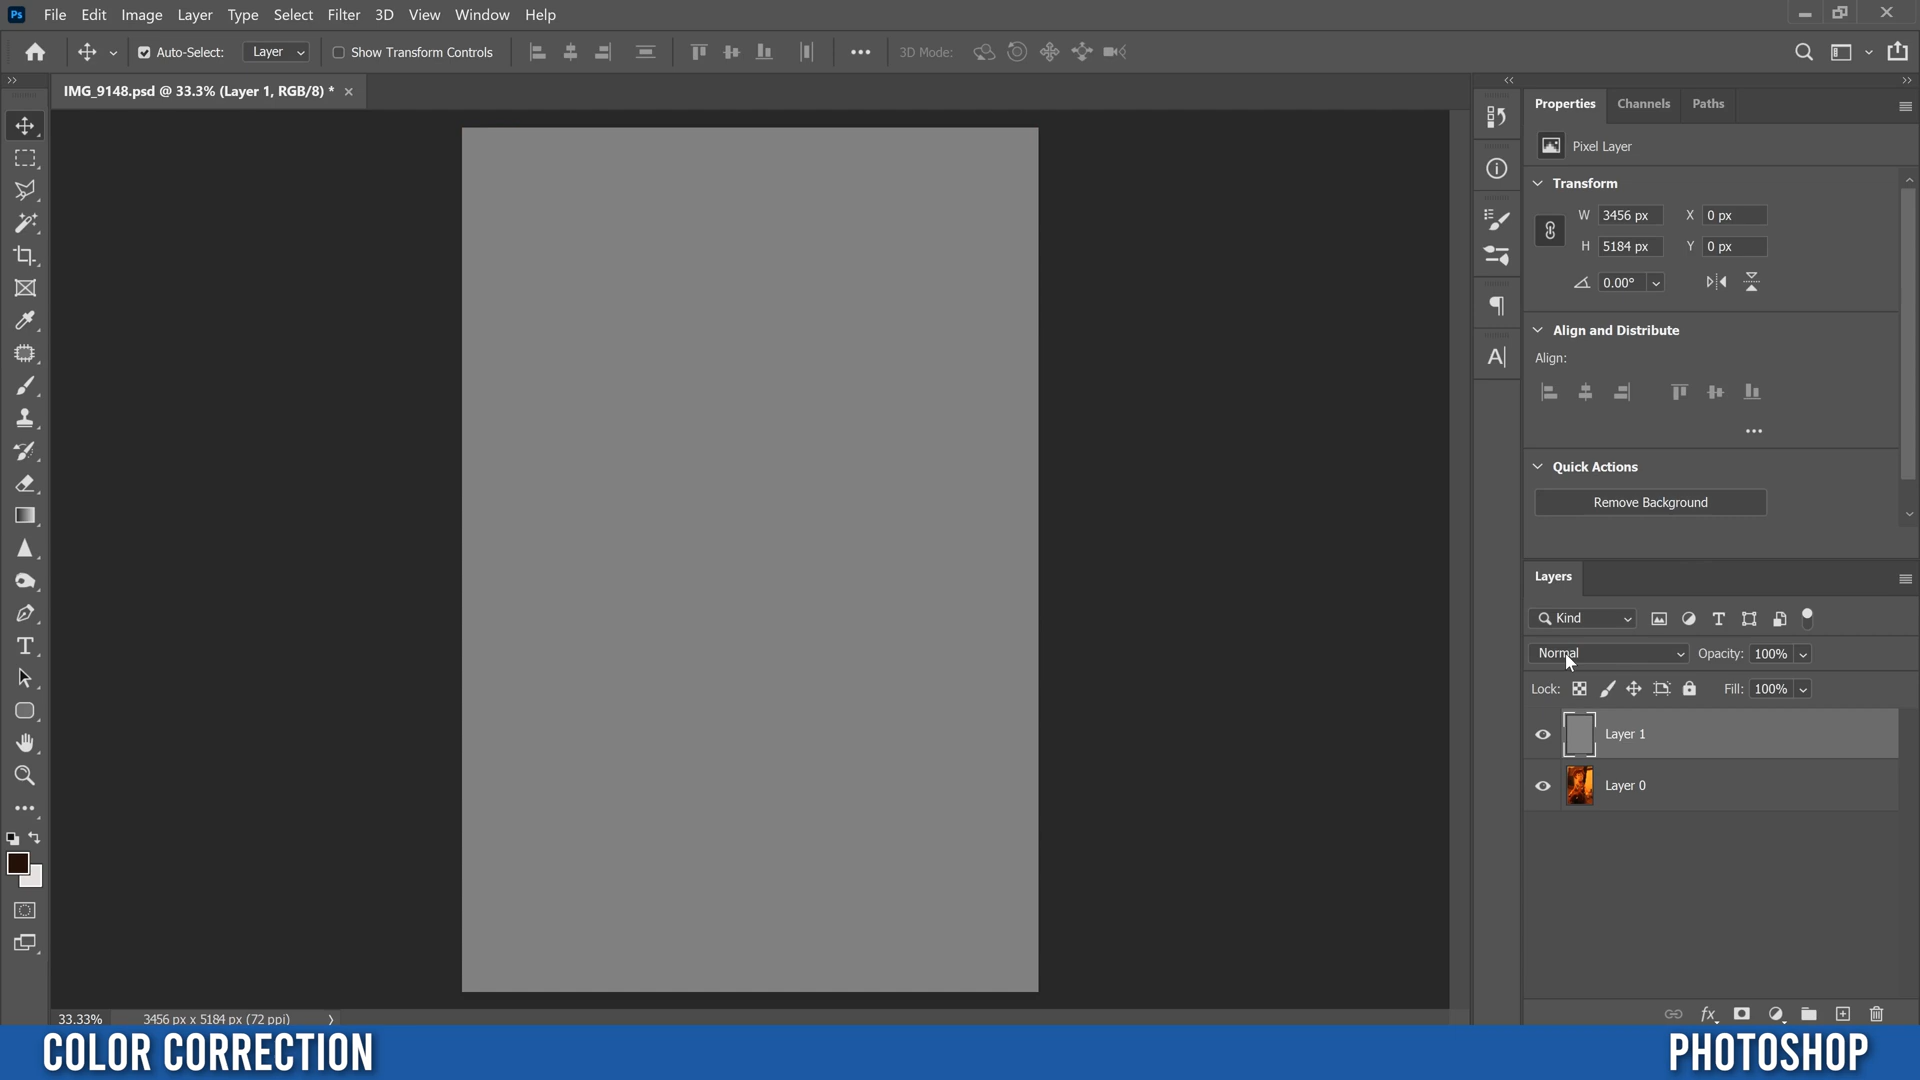 Ps File Edit Image Layer Type Select Filter 3D View Window Help
Auto-Select: Layer Show Transform Controls 3D Mode:
IMG_9148.psd @ 33.3% (Layer 1, RGB/8) *
Properties Channels Paths
Pixel Layer
Transform
W 3456 px X 0 px
H 5184 px Y 0 px
0.00°
Align and Distribute
Align:
Quick Actions
Remove Background
Layers
Kind
Normal Opacity: 100%
Lock: Fill: 100%
Layer 1
Layer 0
33.33% 3456 px x 5184 px (72 ppi)
COLOR CORRECTION
PHOTOSHOP